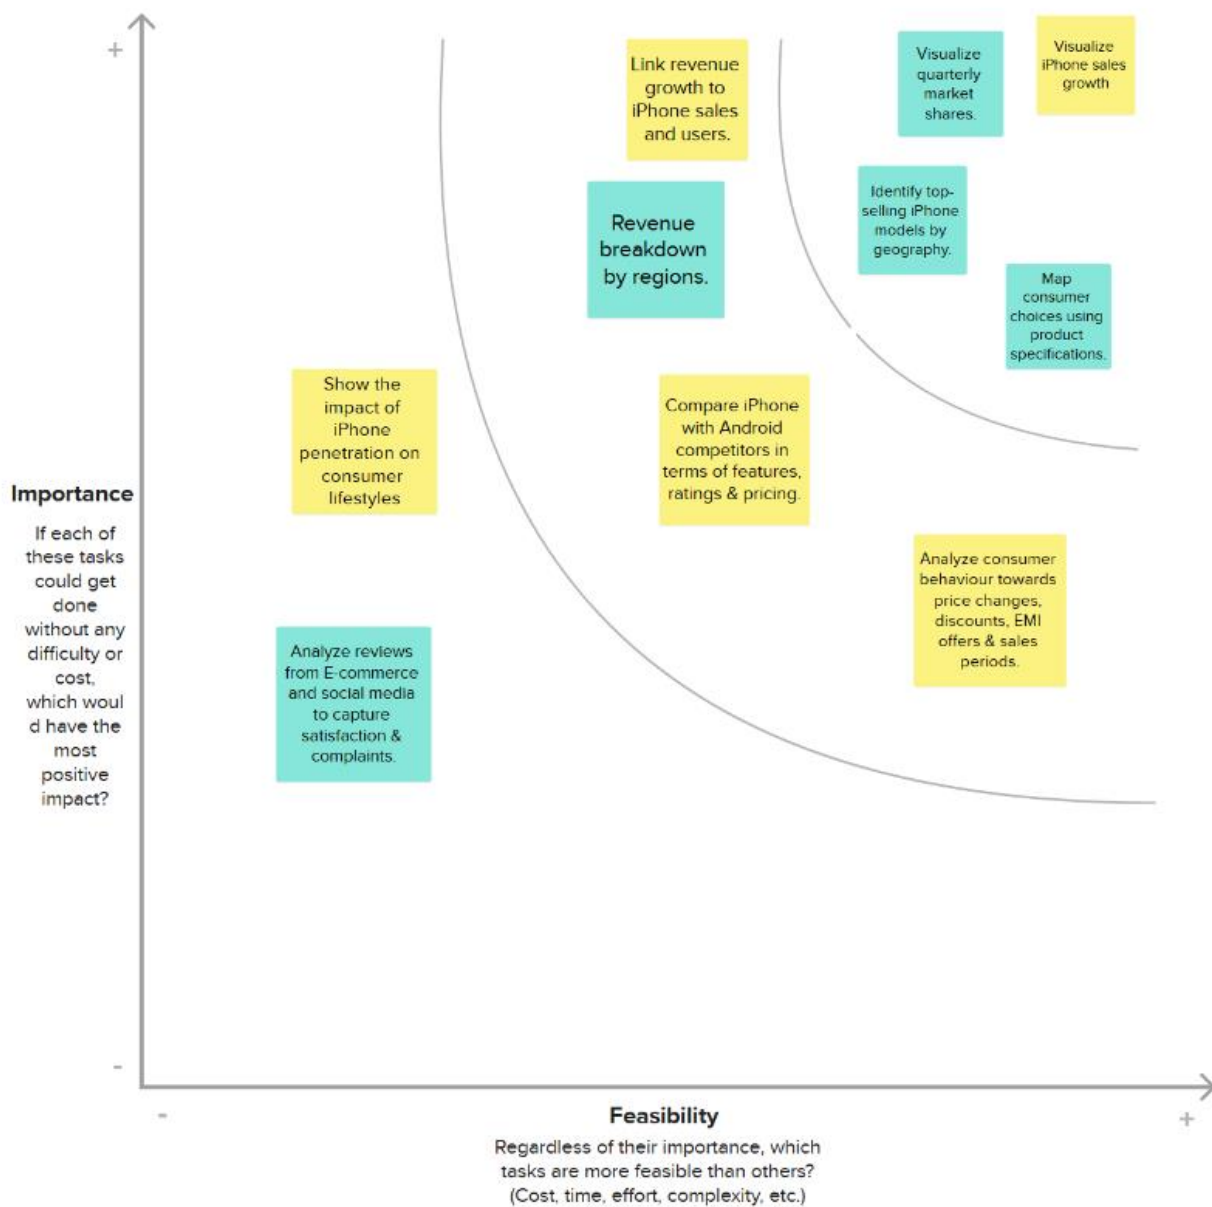 +
Link revenue
growth to
iPhone sales
and users.
Visualize
quarterly
market
shares.
Visualize
iPhone sales
growth
Revenue
breakdown
by regions.
Identify top-
selling iPhone
models by
geography.
Map
consumer
choices using
product
specifications.
Show the
impact of
iPhone
penetration on
consumer
lifestyles
Compare iPhone
with Android
competitors in
terms of features,
ratings & pricing.
Importance
If each of
these tasks
could get
done
without any
difficulty or
cost,
which woul
d have the
most
positive
impact?
Analyze consumer
behaviour towards
price changes,
discounts, EMI
offers & sales
periods.
Analyze reviews
from E-commerce
and social media
to capture
satisfaction &
complaints.
-
-
Feasibility
+
Regardless of their importance, which
tasks are more feasible than others?
(Cost, time, effort, complexity, etc.)